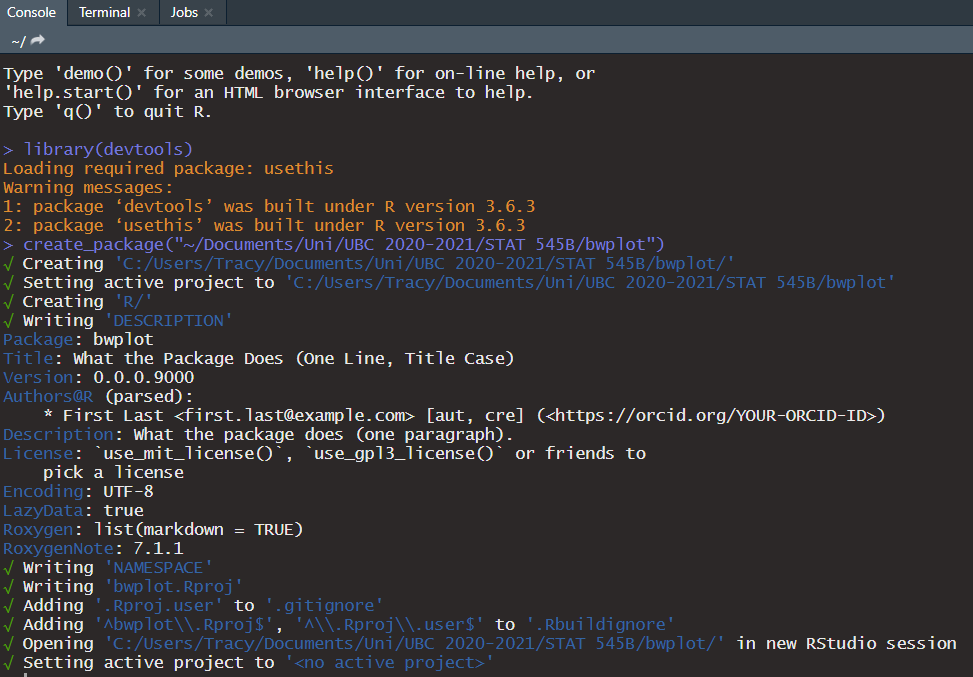 Console Terminal Jobs
~/
Type 'demo()' for some demos, 'help()' for on-line help, or
'help.start()' for an HTML browser interface to help.
Type 'q()' to quit R.
> library(devtools)
Loading required package: usethis
Warning messages:
1: package ‘devtools’ was built under R version 3.6.3
2: package ‘usethis’ was built under R version 3.6.3
> create_package("~/Documents/Uni/UBC 2020-2021/STAT 545B/bwplot")
√ Creating 'C:/Users/Tracy/Documents/Uni/UBC 2020-2021/STAT 545B/bwplot/'
√ Setting active project to 'C:/Users/Tracy/Documents/Uni/UBC 2020-2021/STAT 545B/bwplot'
√ Creating 'R/'
√ Writing 'DESCRIPTION'
Package: bwplot
Title: What the Package Does (One Line, Title Case)
Version: 0.0.0.9000
Authors@R (parsed):
    * First Last <first.last@example.com> [aut, cre] (<https://orcid.org/YOUR-ORCID-ID>)
Description: What the package does (one paragraph).
License: `use_mit_license()`, `use_gpl3_license()` or friends to
    pick a license
Encoding: UTF-8
LazyData: true
Roxygen: list(markdown = TRUE)
RoxygenNote: 7.1.1
√ Writing 'NAMESPACE'
√ Writing 'bwplot.Rproj'
√ Adding '.Rproj.user' to '.gitignore'
√ Adding '^bwplot\\.Rproj$', '^\\.Rproj\\.user$' to '.Rbuildignore'
√ Opening 'C:/Users/Tracy/Documents/Uni/UBC 2020-2021/STAT 545B/bwplot/' in new RStudio session
√ Setting active project to '<no active project>'